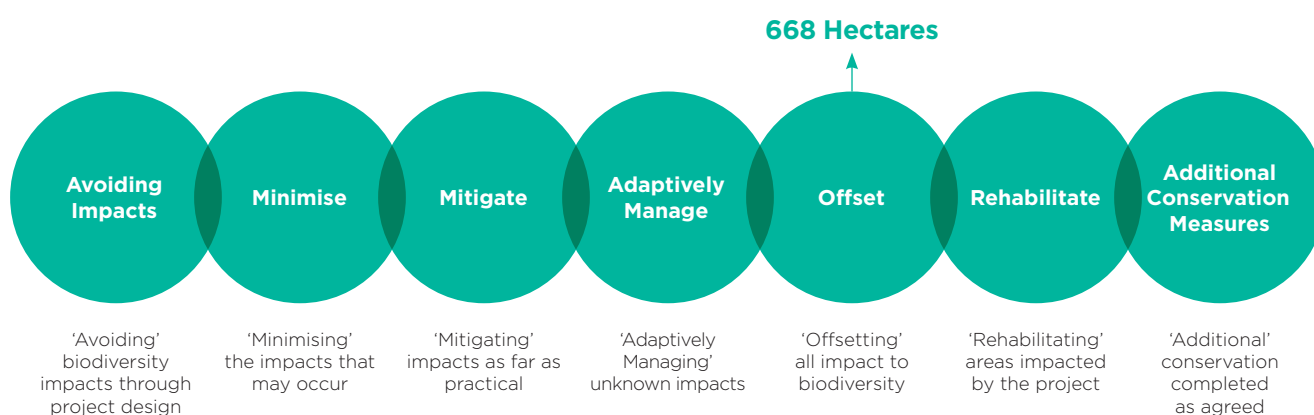 668 Hectares
Avoiding
Impacts
Minimise
Mitigate
Adaptively
Manage
Offset
Rehabilitate
Additional
Conservation
Measures
‘Avoiding’
biodiversity
impacts through
project design
‘Minimising’
the impacts that
may occur
‘Mitigating’
impacts as far as
practical
‘Adaptively
Managing’
unknown impacts
‘Offsetting’
all impact to
biodiversity
‘Rehabilitating’
areas impacted
by the project
‘Additional’
conservation
completed
as agreed